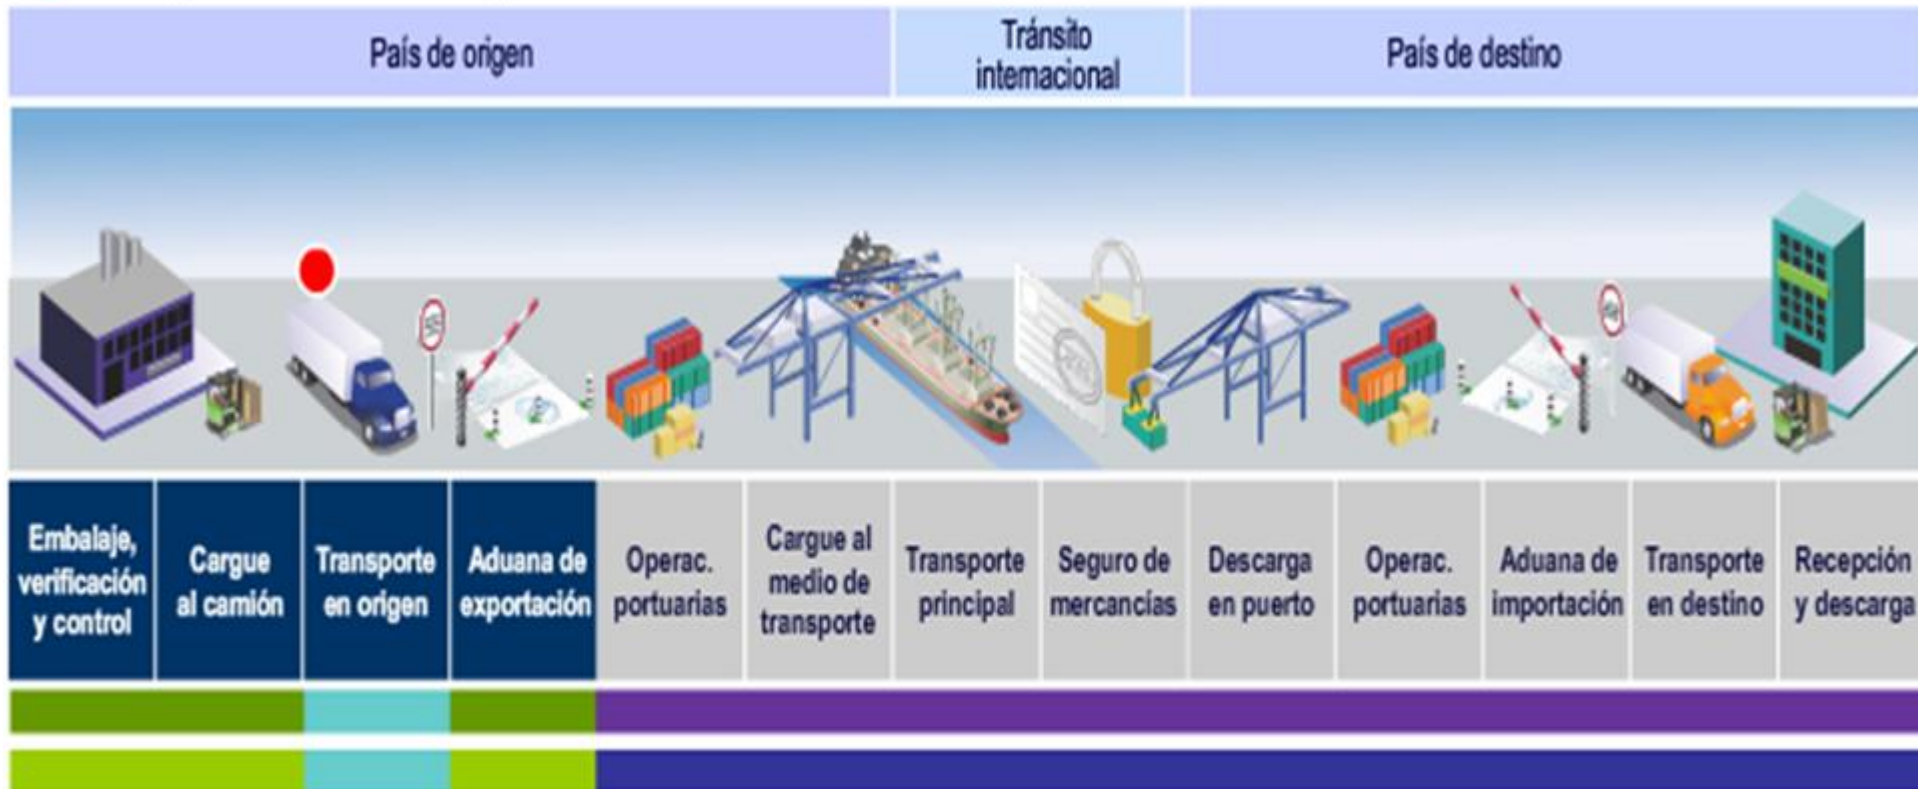 País de origen
Tránsito
internacional
País de destino
Embalaje,
verificación
y control
Cargue
al camión
Transporte
en origen
Aduana de
exportación
Operac.
portuarias
Cargue al
medio de
transporte
Transporte
principal
Seguro de
mercancías
Descarga
en puerto
Operac.
portuarias
Aduana de
importación
Transporte
en destino
Recepción
y descarga